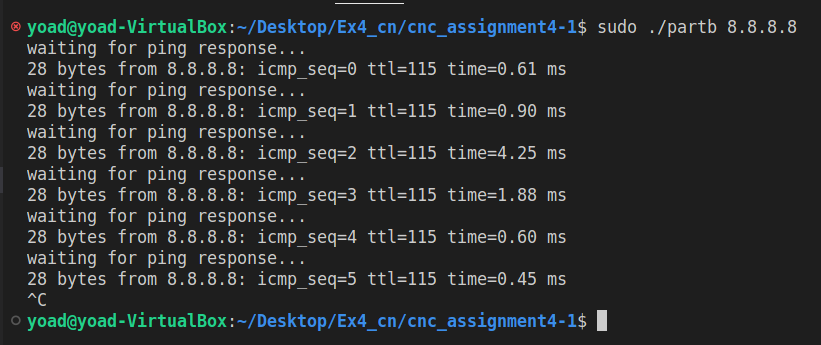 yoad@yoad-VirtualBox:~/Desktop/Ex4_cn/cnc_assignment4-1$ sudo ./partb 8.8.8.8
waiting for ping response...
28 bytes from 8.8.8.8: icmp_seq=0 ttl=115 time=0.61 ms
waiting for ping response...
28 bytes from 8.8.8.8: icmp_seq=1 ttl=115 time=0.90 ms
waiting for ping response...
28 bytes from 8.8.8.8: icmp_seq=2 ttl=115 time=4.25 ms
waiting for ping response...
28 bytes from 8.8.8.8: icmp_seq=3 ttl=115 time=1.88 ms
waiting for ping response...
28 bytes from 8.8.8.8: icmp_seq=4 ttl=115 time=0.60 ms
waiting for ping response...
28 bytes from 8.8.8.8: icmp_seq=5 ttl=115 time=0.45 ms
^C
yoad@yoad-VirtualBox:~/Desktop/Ex4_cn/cnc_assignment4-1$